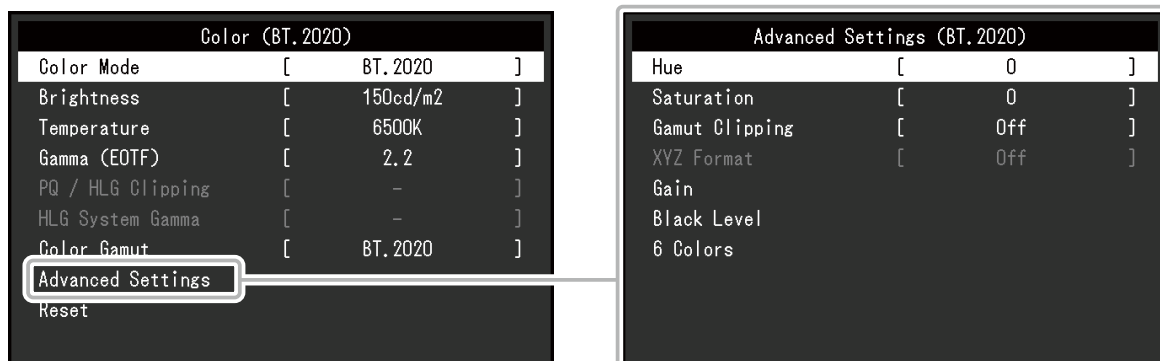 Color (BT.2020)
Color Mode [ BT.2020 ]
Brightness [ 150cd/m2 ]
Temperature [ 6500K ]
Gamma (EOTF) [ 2.2 ]
PQ / HLG Clipping [ - ]
HLG System Gamma [ - ]
Color Gamut [ BT.2020 ]
Advanced Settings
Reset
Advanced Settings (BT.2020)
Hue [ 0 ]
Saturation [ 0 ]
Gamut Clipping [ Off ]
XYZ Format [ Off ]
Gain
Black Level
6 Colors